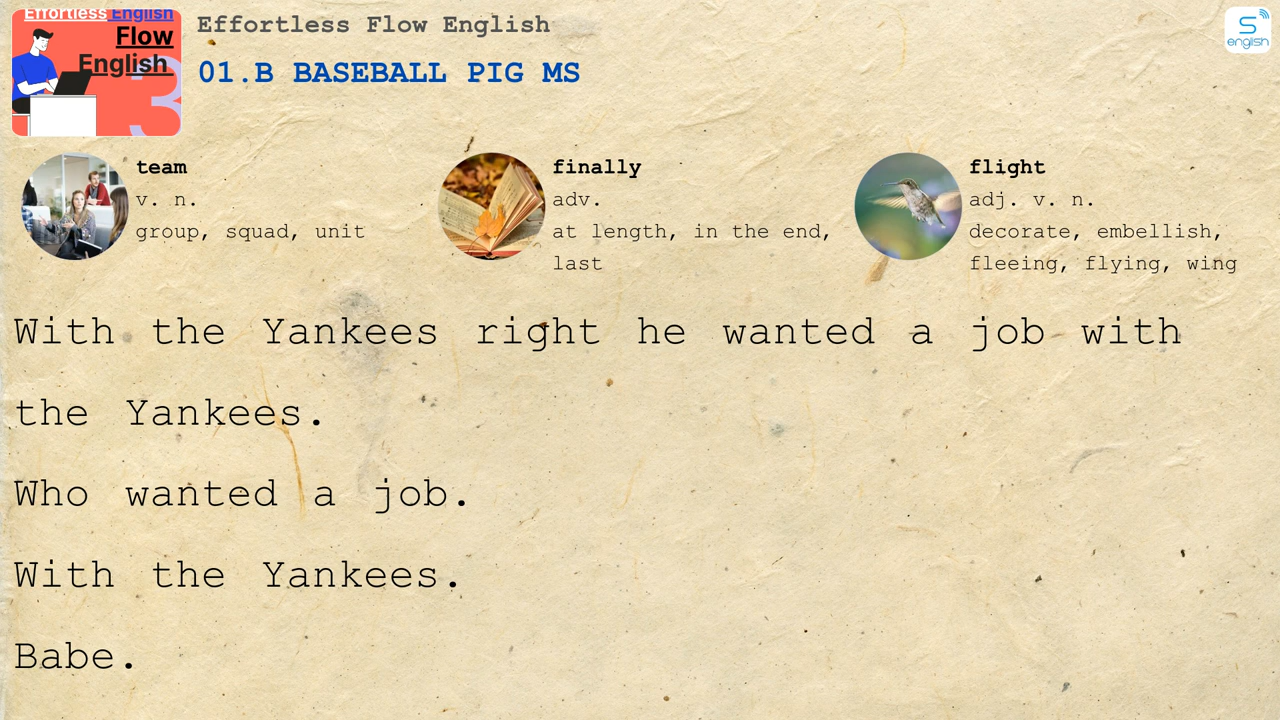 Effortless English
Flow
English
3
Effortless Flow English
01.B BASEBALL PIG MS
S
english
team
v. n.
group, squad, unit
finally
adv.
at length, in the end,
last
flight
adj. v. n.
decorate, embellish,
fleeing, flying, wing
With the Yankees right he wanted a job with
the Yankees.
Who wanted a job.
With the Yankees.
Babe.